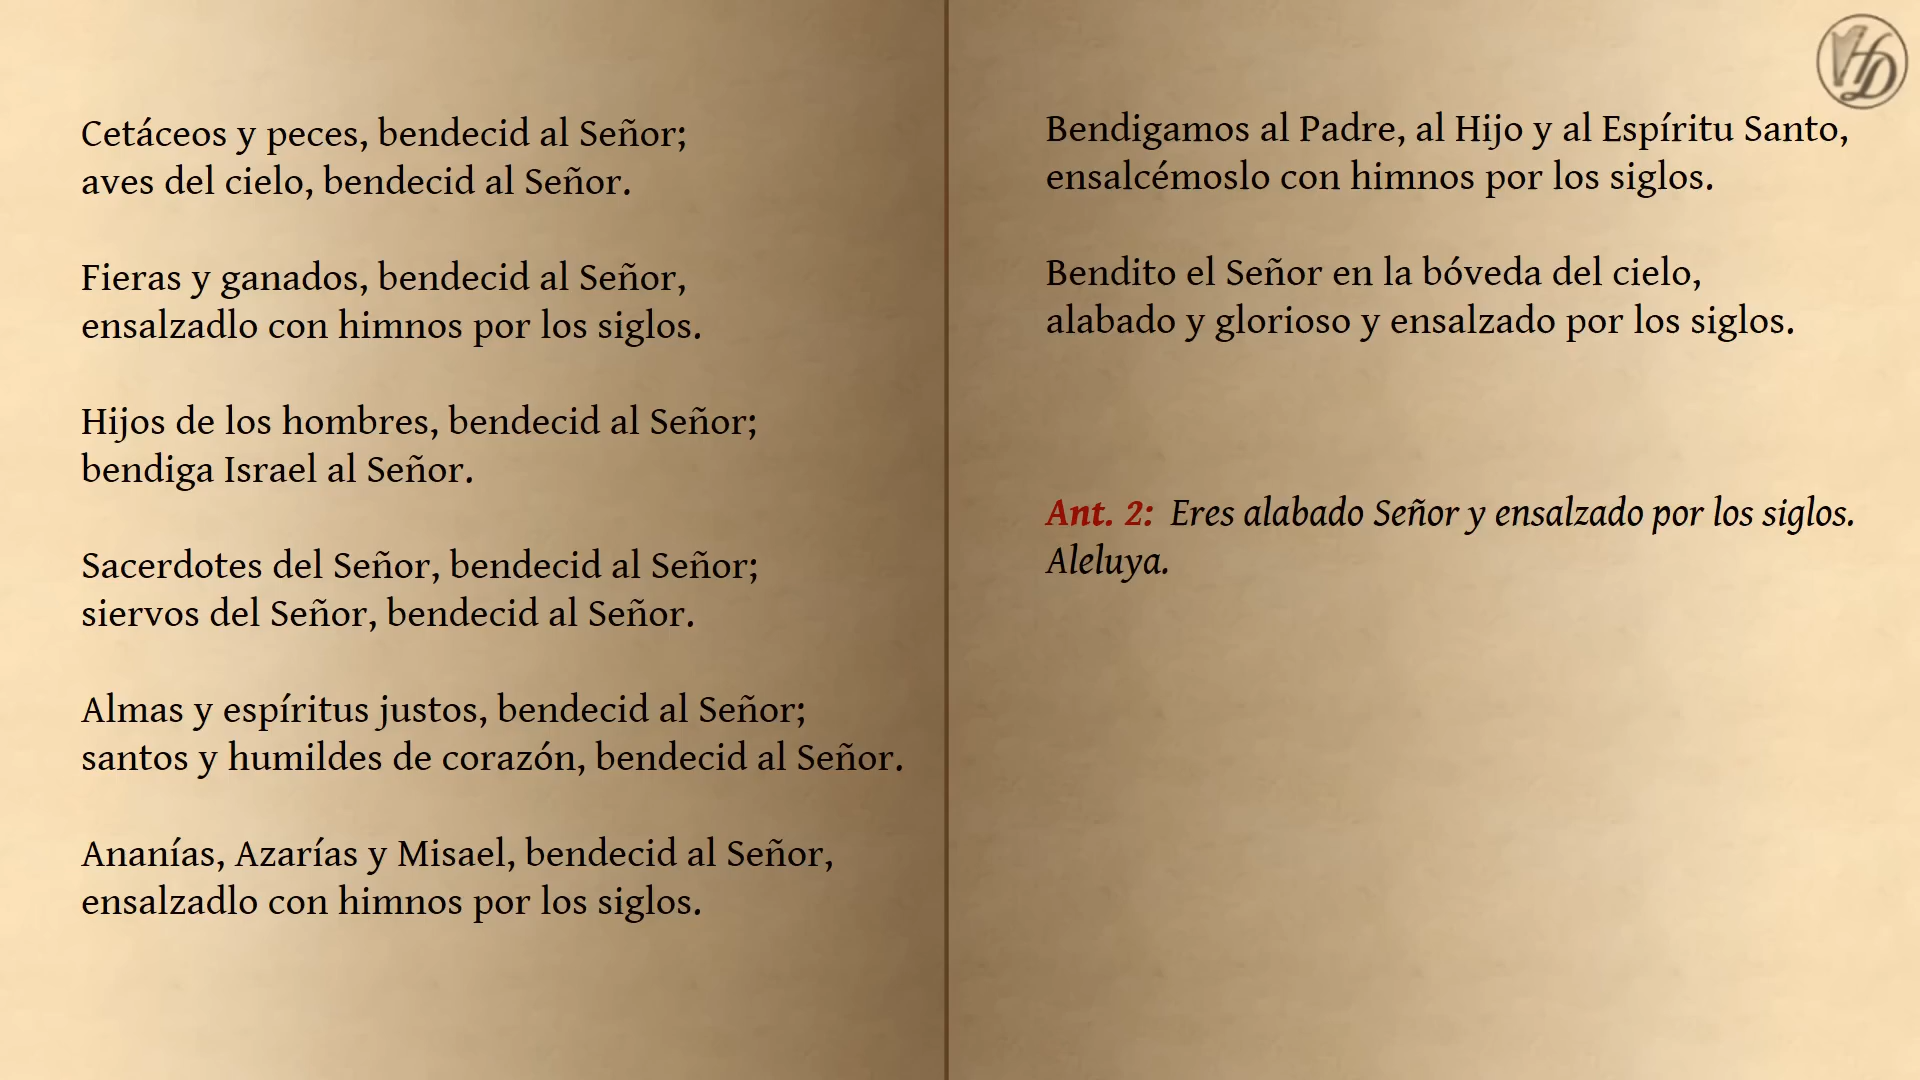 Cetáceos y peces, bendecid al Señor;
aves del cielo, bendecid al Señor.
Fieras y ganados, bendecid al Señor,
ensalzadlo con himnos por los siglos.
Hijos de los hombres, bendecid al Señor;
bendiga Israel al Señor.
Sacerdotes del Señor, bendecid al Señor;
siervos del Señor, bendecid al Señor.
Almas y espíritus justos, bendecid al Señor;
santos y humildes de corazón, bendecid al Señor.
Ananías, Azarías y Misael, bendecid al Señor,
ensalzadlo con himnos por los siglos.
HD
Bendigamos al Padre, al Hijo y al Espíritu Santo,
ensalcémoslo con himnos por los siglos.
Bendito el Señor en la bóveda del cielo,
alabado y glorioso y ensalzado por los siglos.
Ant. 2: Eres alabado Señor y ensalzado por los siglos.
Aleluya.